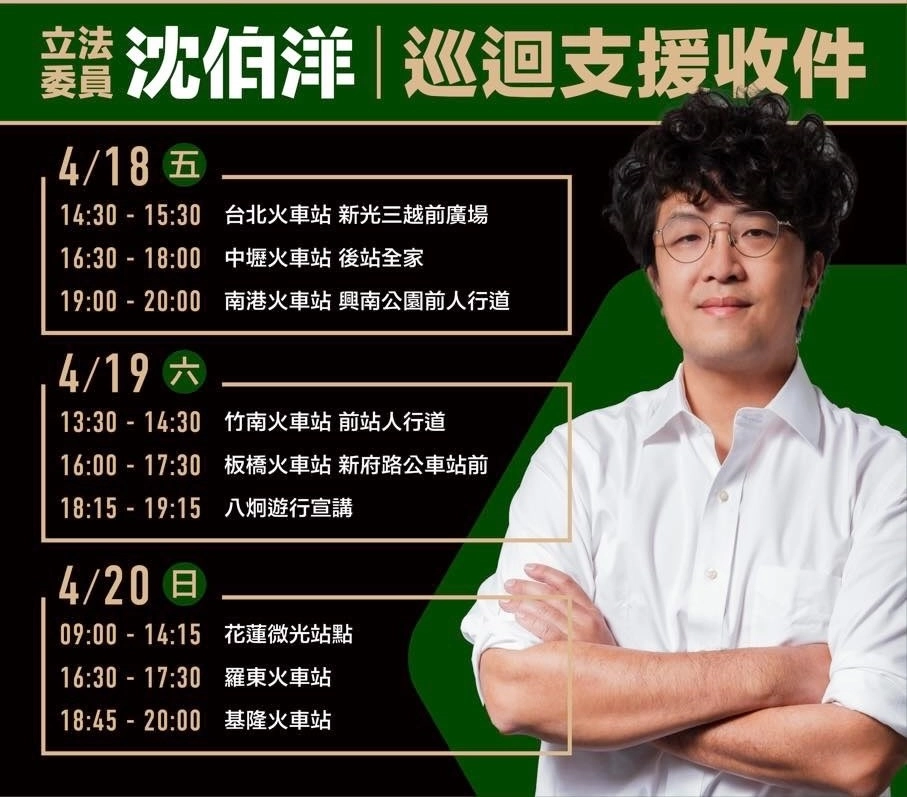 立法委員 沈伯洋｜巡迴支援收件
4/18 五
14:30 - 15:30 台北火車站 新光三越前廣場
16:30 - 18:00 中壢火車站 後站全家
19:00 - 20:00 南港火車站 興南公園前人行道
4/19 六
13:30 - 14:30 竹南火車站 前站人行道
16:00 - 17:30 板橋火車站 新府路公車站前
18:15 - 19:15 八炯遊行宣講
4/20 日
09:00 - 14:15 花蓮微光站點
16:30 - 17:30 羅東火車站
18:45 - 20:00 基隆火車站